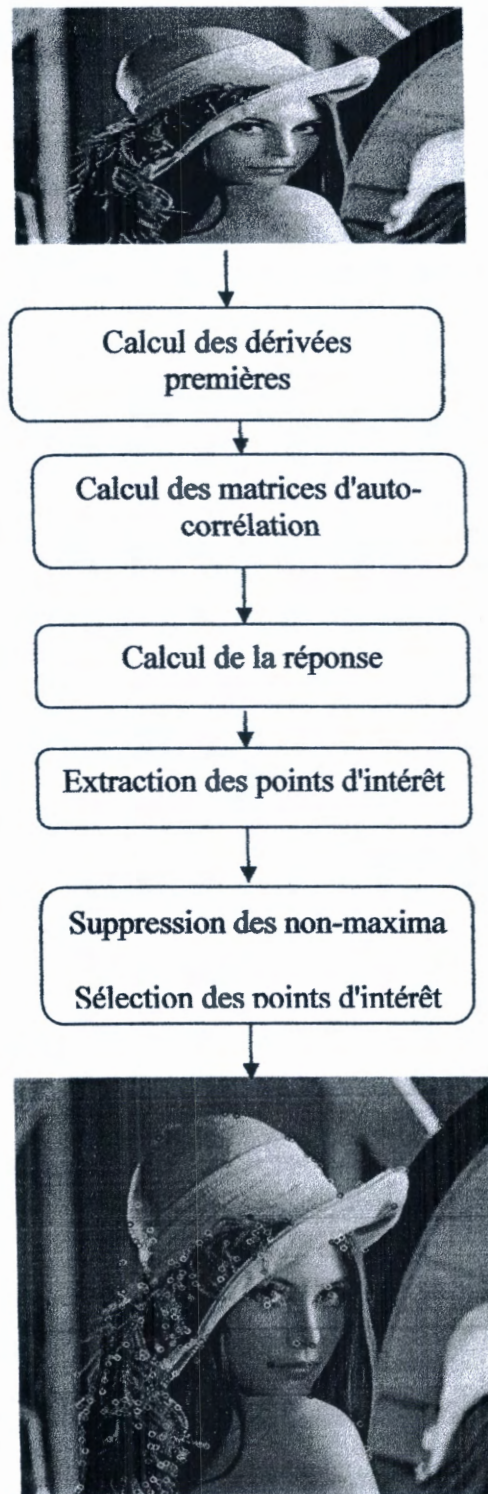 Calcul des dérivées
premières
Calcul des matrices d'auto-
corrélation
Calcul de la réponse
Extraction des points d'intérêt
Suppression des non-maxima
Sélection des points d'intérêt